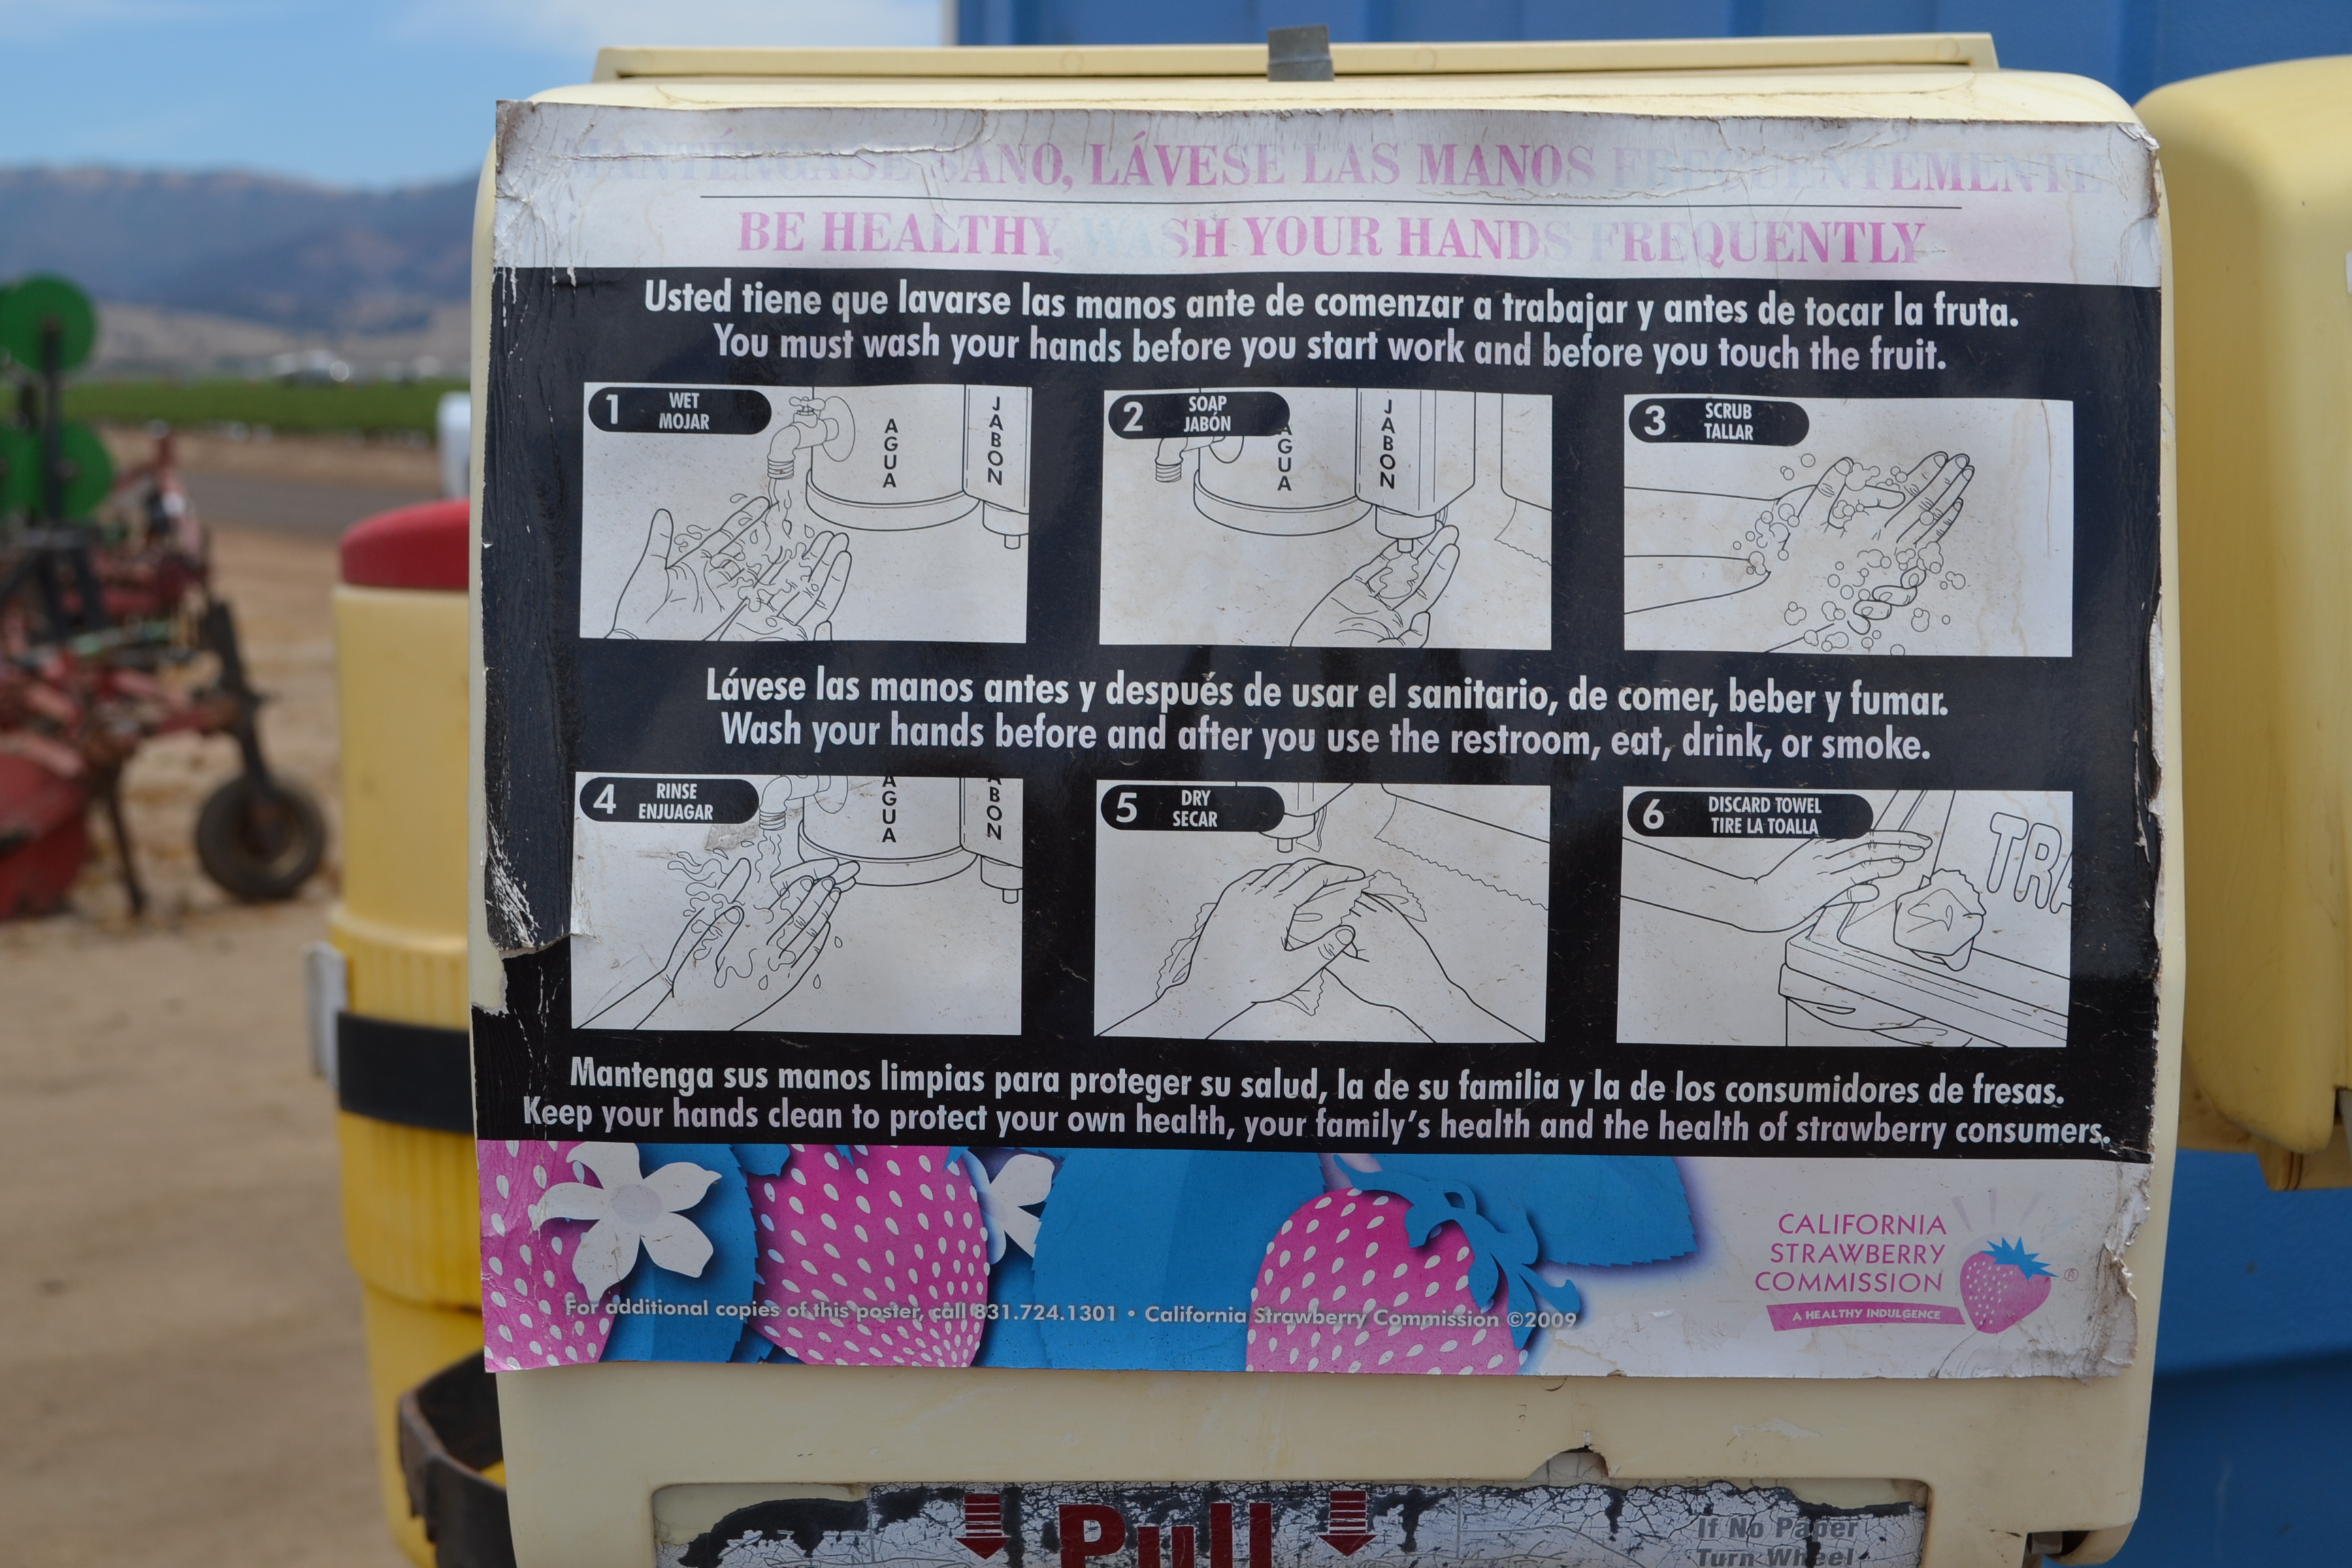 MANTÉNGASE SANO, LÁVESE LAS MANOS FRECUENTEMENTE
BE HEALTHY, WASH YOUR HANDS FREQUENTLY
Usted tiene que lavarse las manos ante de comenzar a trabajar y antes de tocar la fruta.
You must wash your hands before you start work and before you touch the fruit.
1 WET
MOJAR
AGUA
JABON
2 SOAP
JABÓN
AGUA
JABON
3 SCRUB
TALLAR
Lávese las manos antes y después de usar el sanitario, de comer, beber y fumar.
Wash your hands before and after you use the restroom, eat, drink, or smoke.
4 RINSE
ENJUAGAR
AGUA
ABON
5 DRY
SECAR
6 DISCARD TOWEL
TIRE LA TOALLA
TRA
Mantenga sus manos limpias para proteger su salud, la de su familia y la de los consumidores de fresas.
Keep your hands clean to protect your own health, your family's health and the health of strawberry consumers.
CALIFORNIA
STRAWBERRY
COMMISSION
®
A HEALTHY INDULGENCE
For additional copies of this poster, call 831.724.1301 • California Strawberry Commission ©2009
Pull
If No Paper
Turn Wheel